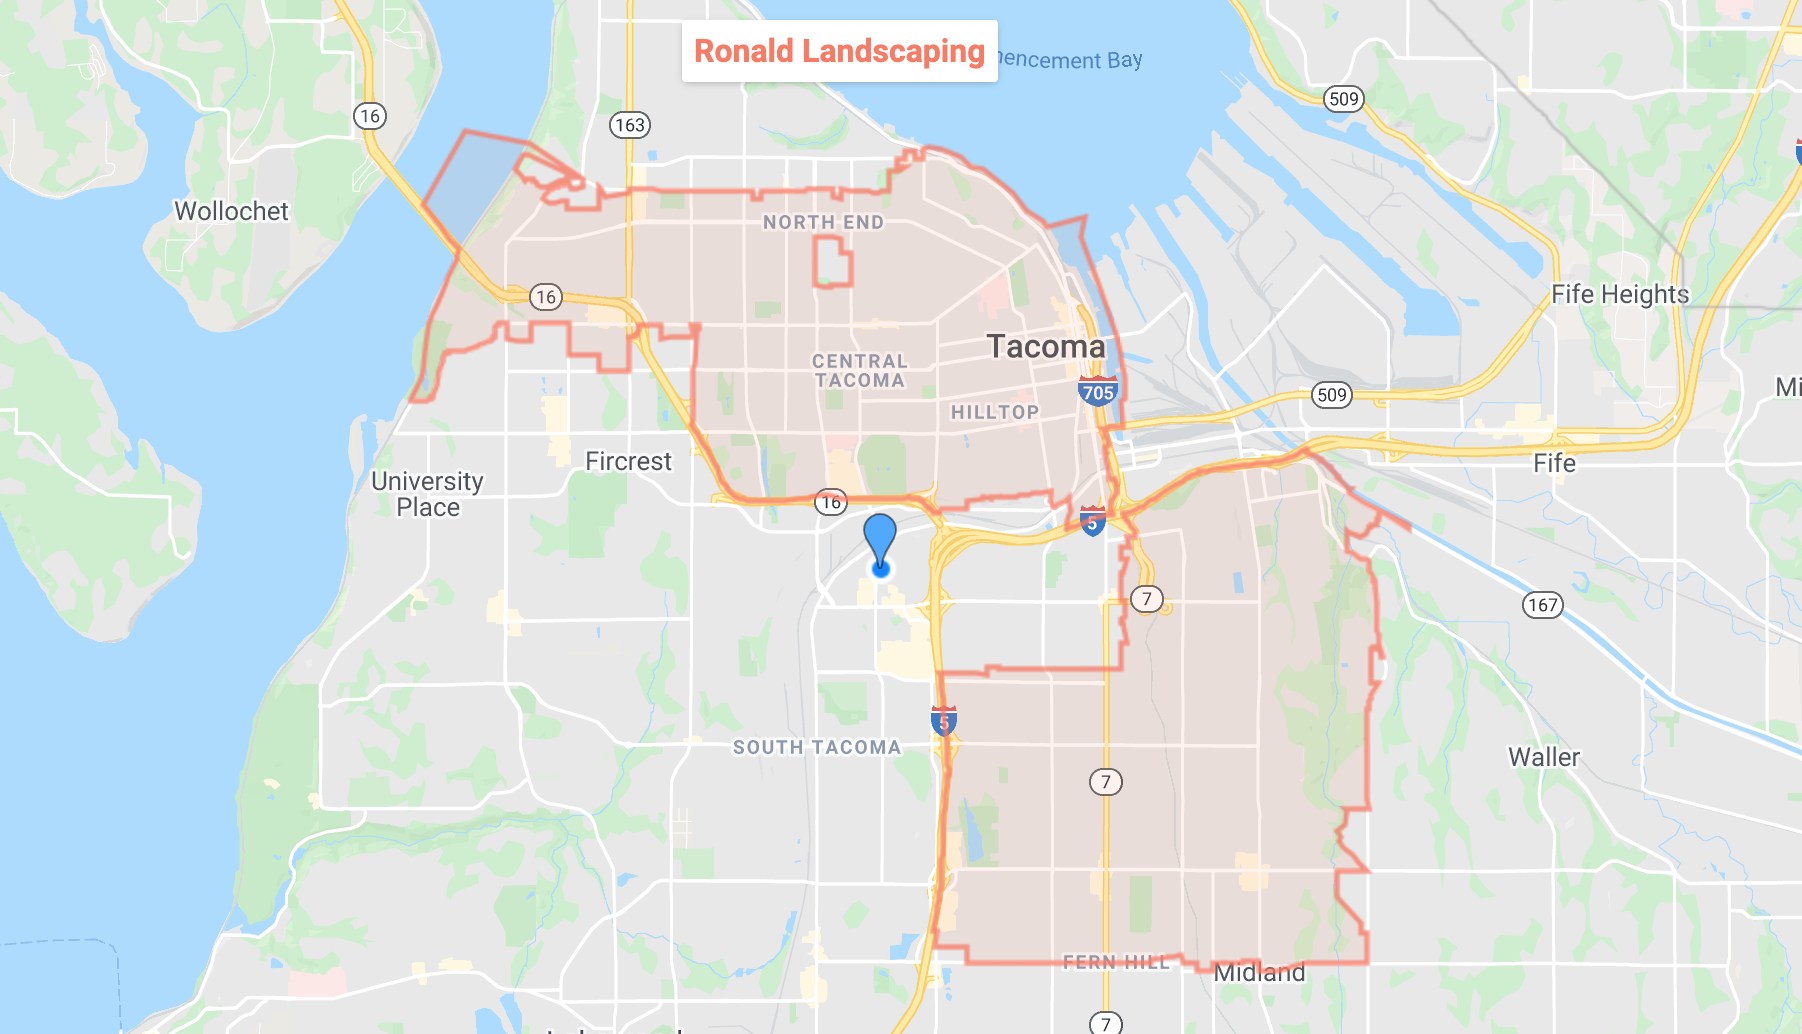 Ronald Landscaping
mencement Bay
509
16
163
Wollochet
NORTH END
16
Fife Heights
Tacoma
CENTRAL
TACOMA
Mi
705
509
HILLTOP
Fircrest
Fife
University
Place
16
5
7
167
5
SOUTH TACOMA
Waller
7
FERN HILL
Midland
7